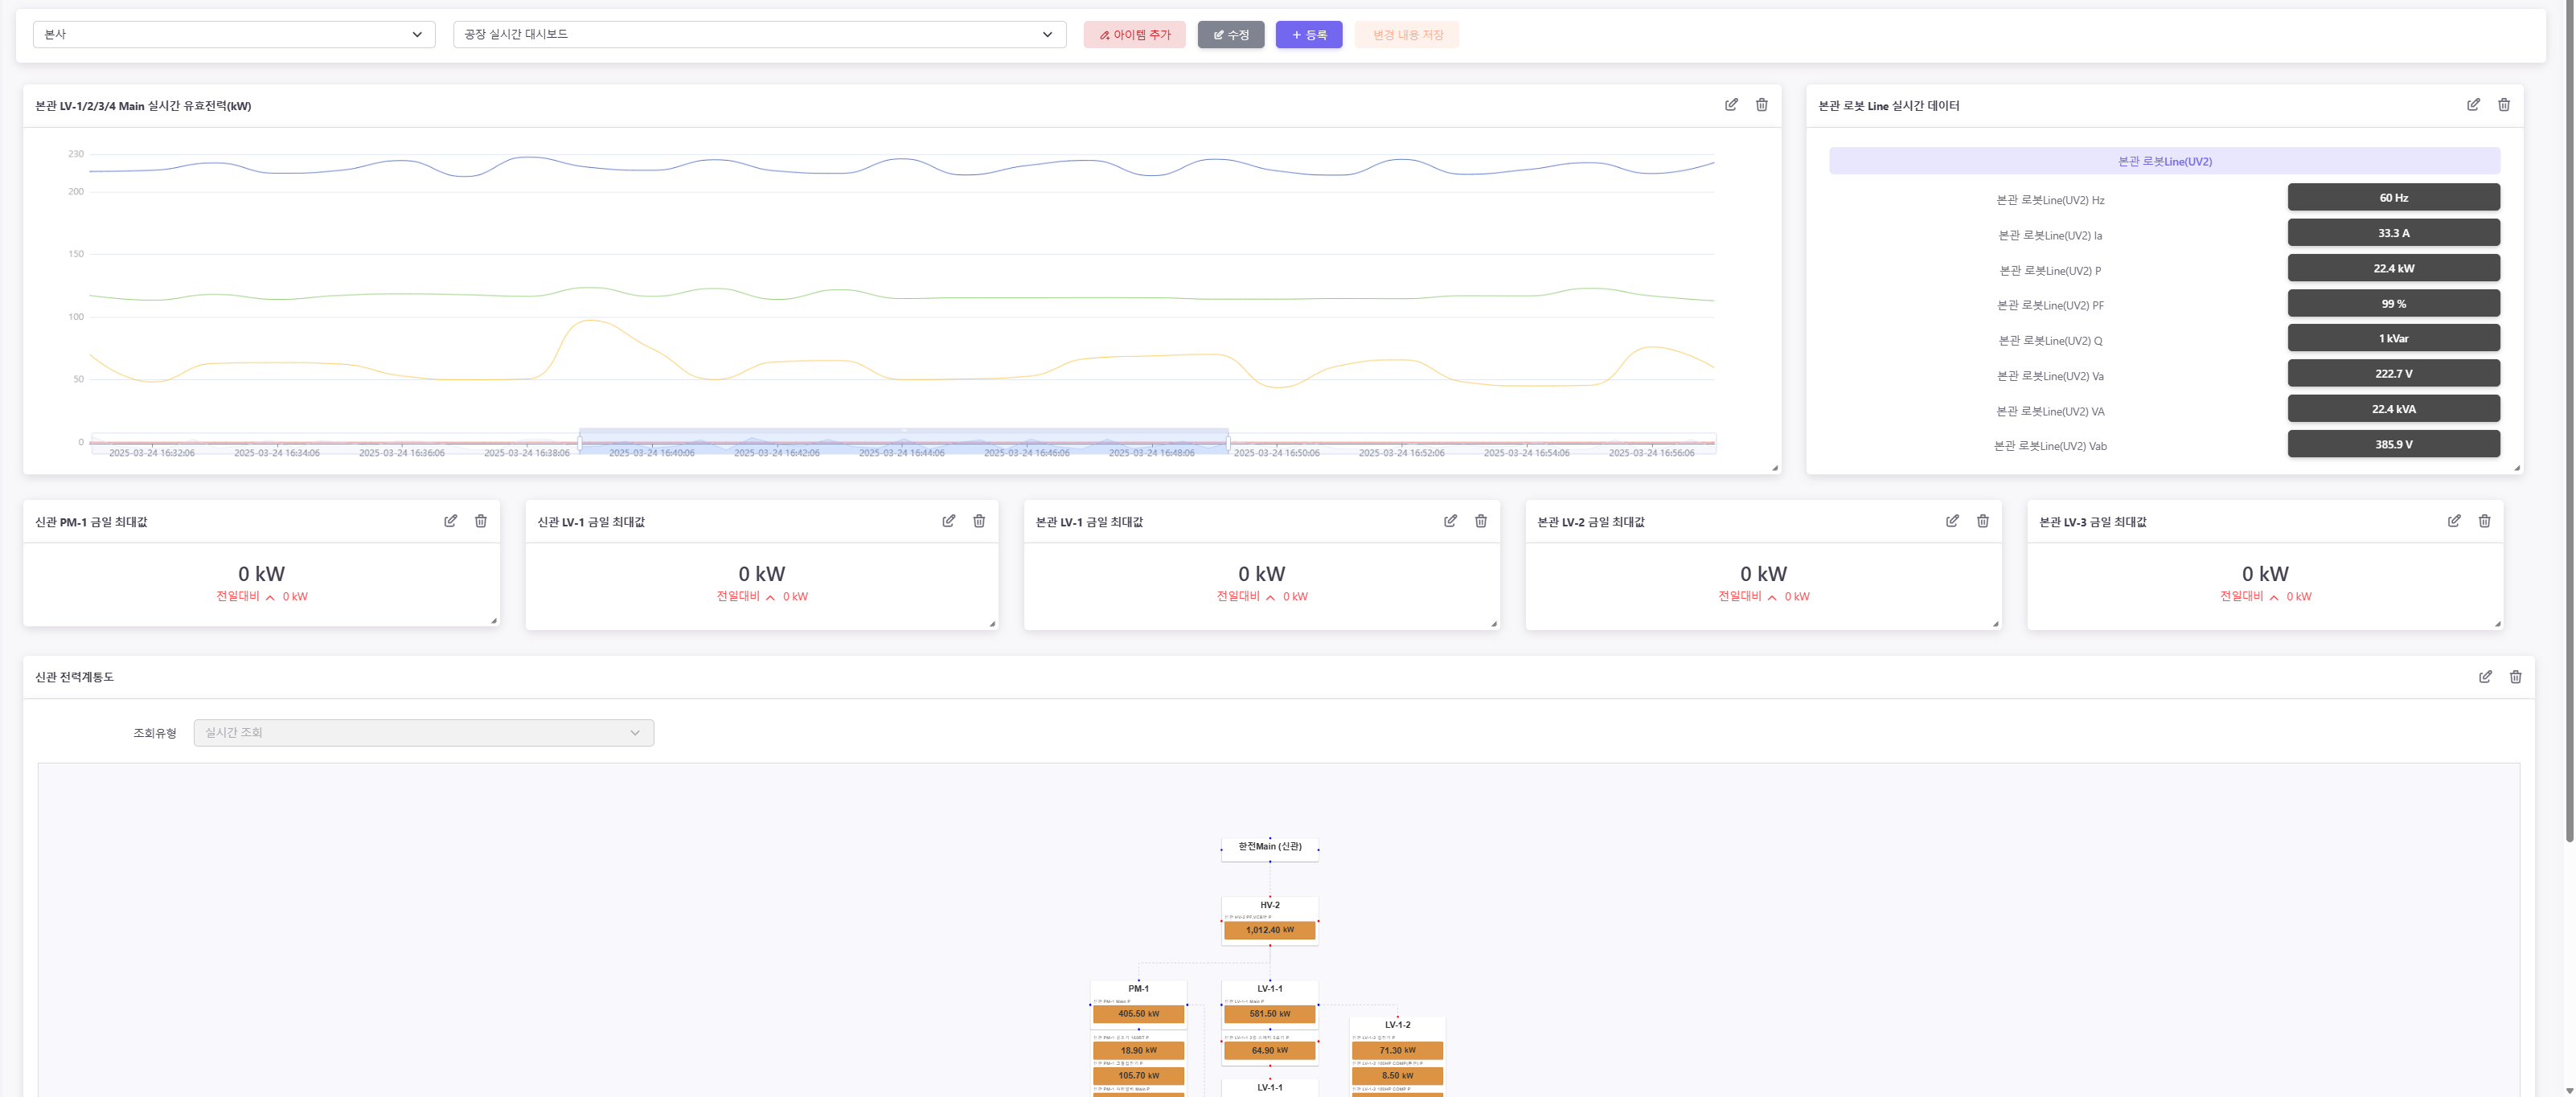 본사
공장 실시간 대시보드
아이템 추가
수정
+ 등록
변경 내용 저장
본관 LV-1/2/3/4 Main 실시간 유효전력(kW)
230
200
150
100
50
0
2025-03-24 16:32:06
2025-03-24 16:34:06
2025-03-24 16:36:06
2025-03-24 16:38:06
2025-03-24 16:40:06
2025-03-24 16:42:06
2025-03-24 16:44:06
2025-03-24 16:46:06
2025-03-24 16:48:06
2025-03-24 16:50:06
2025-03-24 16:52:06
2025-03-24 16:54:06
2025-03-24 16:56:06
본관 로봇 Line 실시간 데이터
본관 로봇Line(UV2)
본관 로봇Line(UV2) Hz 60 Hz
본관 로봇Line(UV2) Ia 33.3 A
본관 로봇Line(UV2) P 22.4 kW
본관 로봇Line(UV2) PF 99 %
본관 로봇Line(UV2) Q 1 kVar
본관 로봇Line(UV2) Va 222.7 V
본관 로봇Line(UV2) VA 22.4 kVA
본관 로봇Line(UV2) Vab 385.9 V
신관 PM-1 금일 최대값
0 kW
전일대비 0 kW
신관 LV-1 금일 최대값
0 kW
전일대비 0 kW
본관 LV-1 금일 최대값
0 kW
전일대비 0 kW
본관 LV-2 금일 최대값
0 kW
전일대비 0 kW
본관 LV-3 금일 최대값
0 kW
전일대비 0 kW
신관 전력계통도
조회유형
실시간 조회
한전Main (신관)
HV-2
1,012.40 kW
PM-1
신관 PM-1 Main P
405.50 kW
18.90 kW
105.70 kW
LV-1-1
신관 LV-1-1 Main P
581.50 kW
64.90 kW
LV-1-1
LV-1-2
71.30 kW
8.50 kW